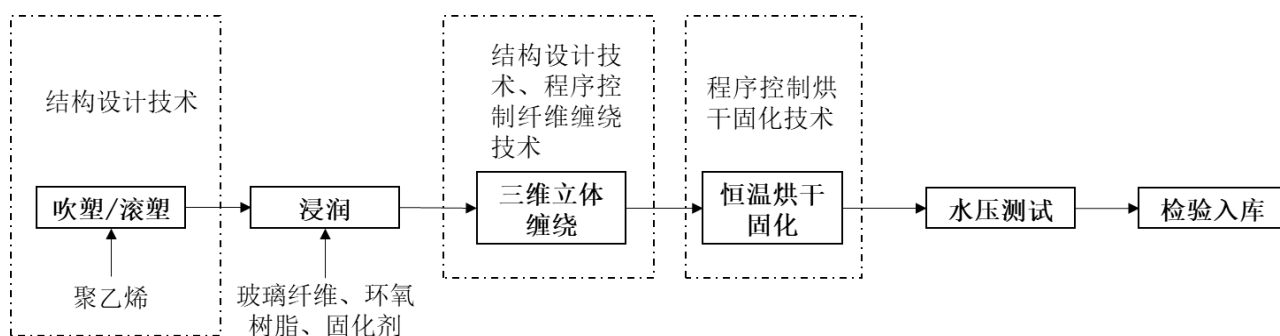 结构设计技术
结构设计技
术、程序控
制纤维缠绕
技术
程序控制烘
干固化技术
吹塑/滚塑
浸润
三维立体
缠绕
恒温烘干
固化
水压测试
检验入库
聚乙烯
玻璃纤维、环氧
树脂、固化剂